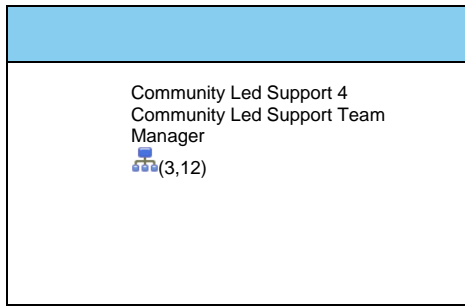 Community Led Support 4
Community Led Support Team
Manager
(3,12)